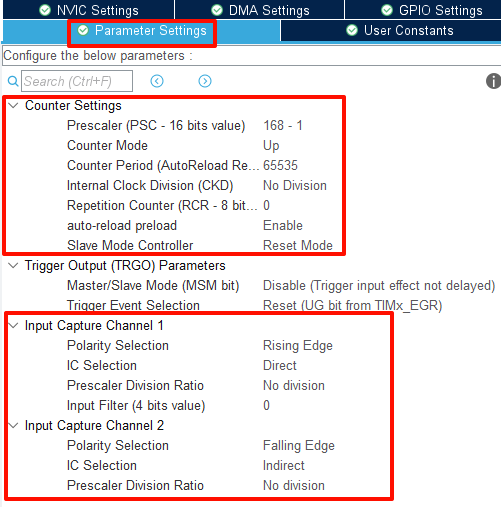 NVIC Settings DMA Settings GPIO Settings
Parameter Settings User Constants
Configure the below parameters :
Search (Ctrl+F)
Counter Settings
Prescaler (PSC - 16 bits value) 168 - 1
Counter Mode Up
Counter Period (AutoReload Re... 65535
Internal Clock Division (CKD) No Division
Repetition Counter (RCR - 8 bit... 0
auto-reload preload Enable
Slave Mode Controller Reset Mode
Trigger Output (TRGO) Parameters
Master/Slave Mode (MSM bit) Disable (Trigger input effect not delayed)
Trigger Event Selection Reset (UG bit from TIMx_EGR)
Input Capture Channel 1
Polarity Selection Rising Edge
IC Selection Direct
Prescaler Division Ratio No division
Input Filter (4 bits value) 0
Input Capture Channel 2
Polarity Selection Falling Edge
IC Selection Indirect
Prescaler Division Ratio No division